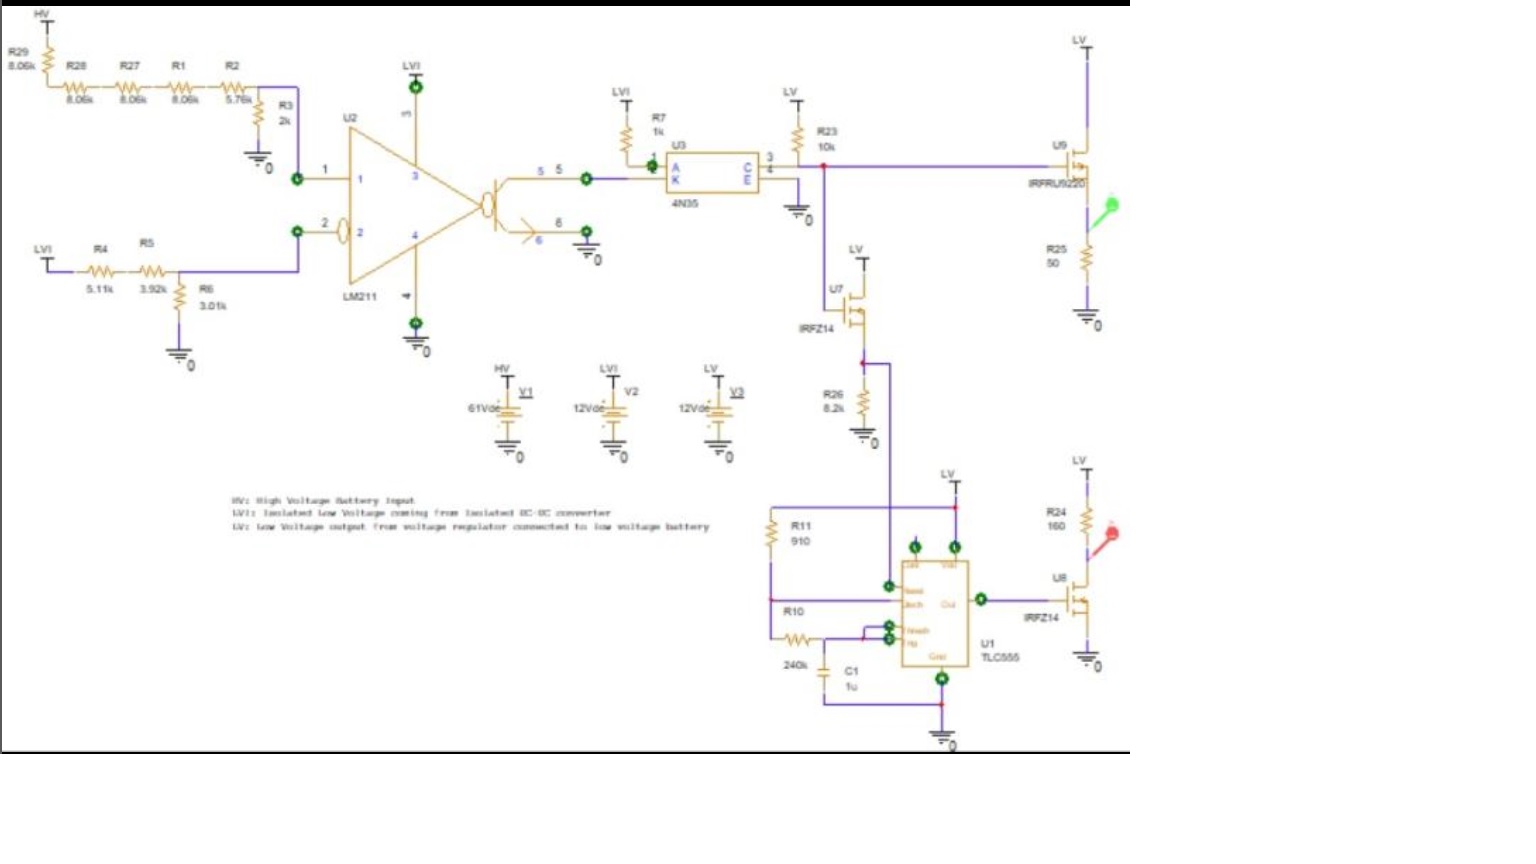 HV
R29
8.06k
R28
R27
R1
R2
8.06k
8.06k
8.06k
5.76k
R3
2k
0
LVI
3
3
U2
1
1
2
2
4
4
LM211
0
5
5
6
6
0
LVI
R4
R5
5.11k
3.92k
R6
3.01k
0
LVI
R7
1k
U3
1
A
K
C
E
3
4
4N35
LV
R23
10k
0
LV
U9
R25
50
0
LV
U7
IRFZ14
R26
8.2k
0
HV
V1
61Vdc
0
LVI
V2
12Vdc
0
LV
V3
12Vdc
0
HV: High Voltage Battery Input
LVI: Isolated Low Voltage coming from isolated DC-DC converter
LV: Low Voltage output from voltage regulator connected to low voltage battery
LV
R11
910
R10
240k
C1
1u
Out
Gnd
U1
TLC555
0
LV
R24
160
U8
IRFZ14
0